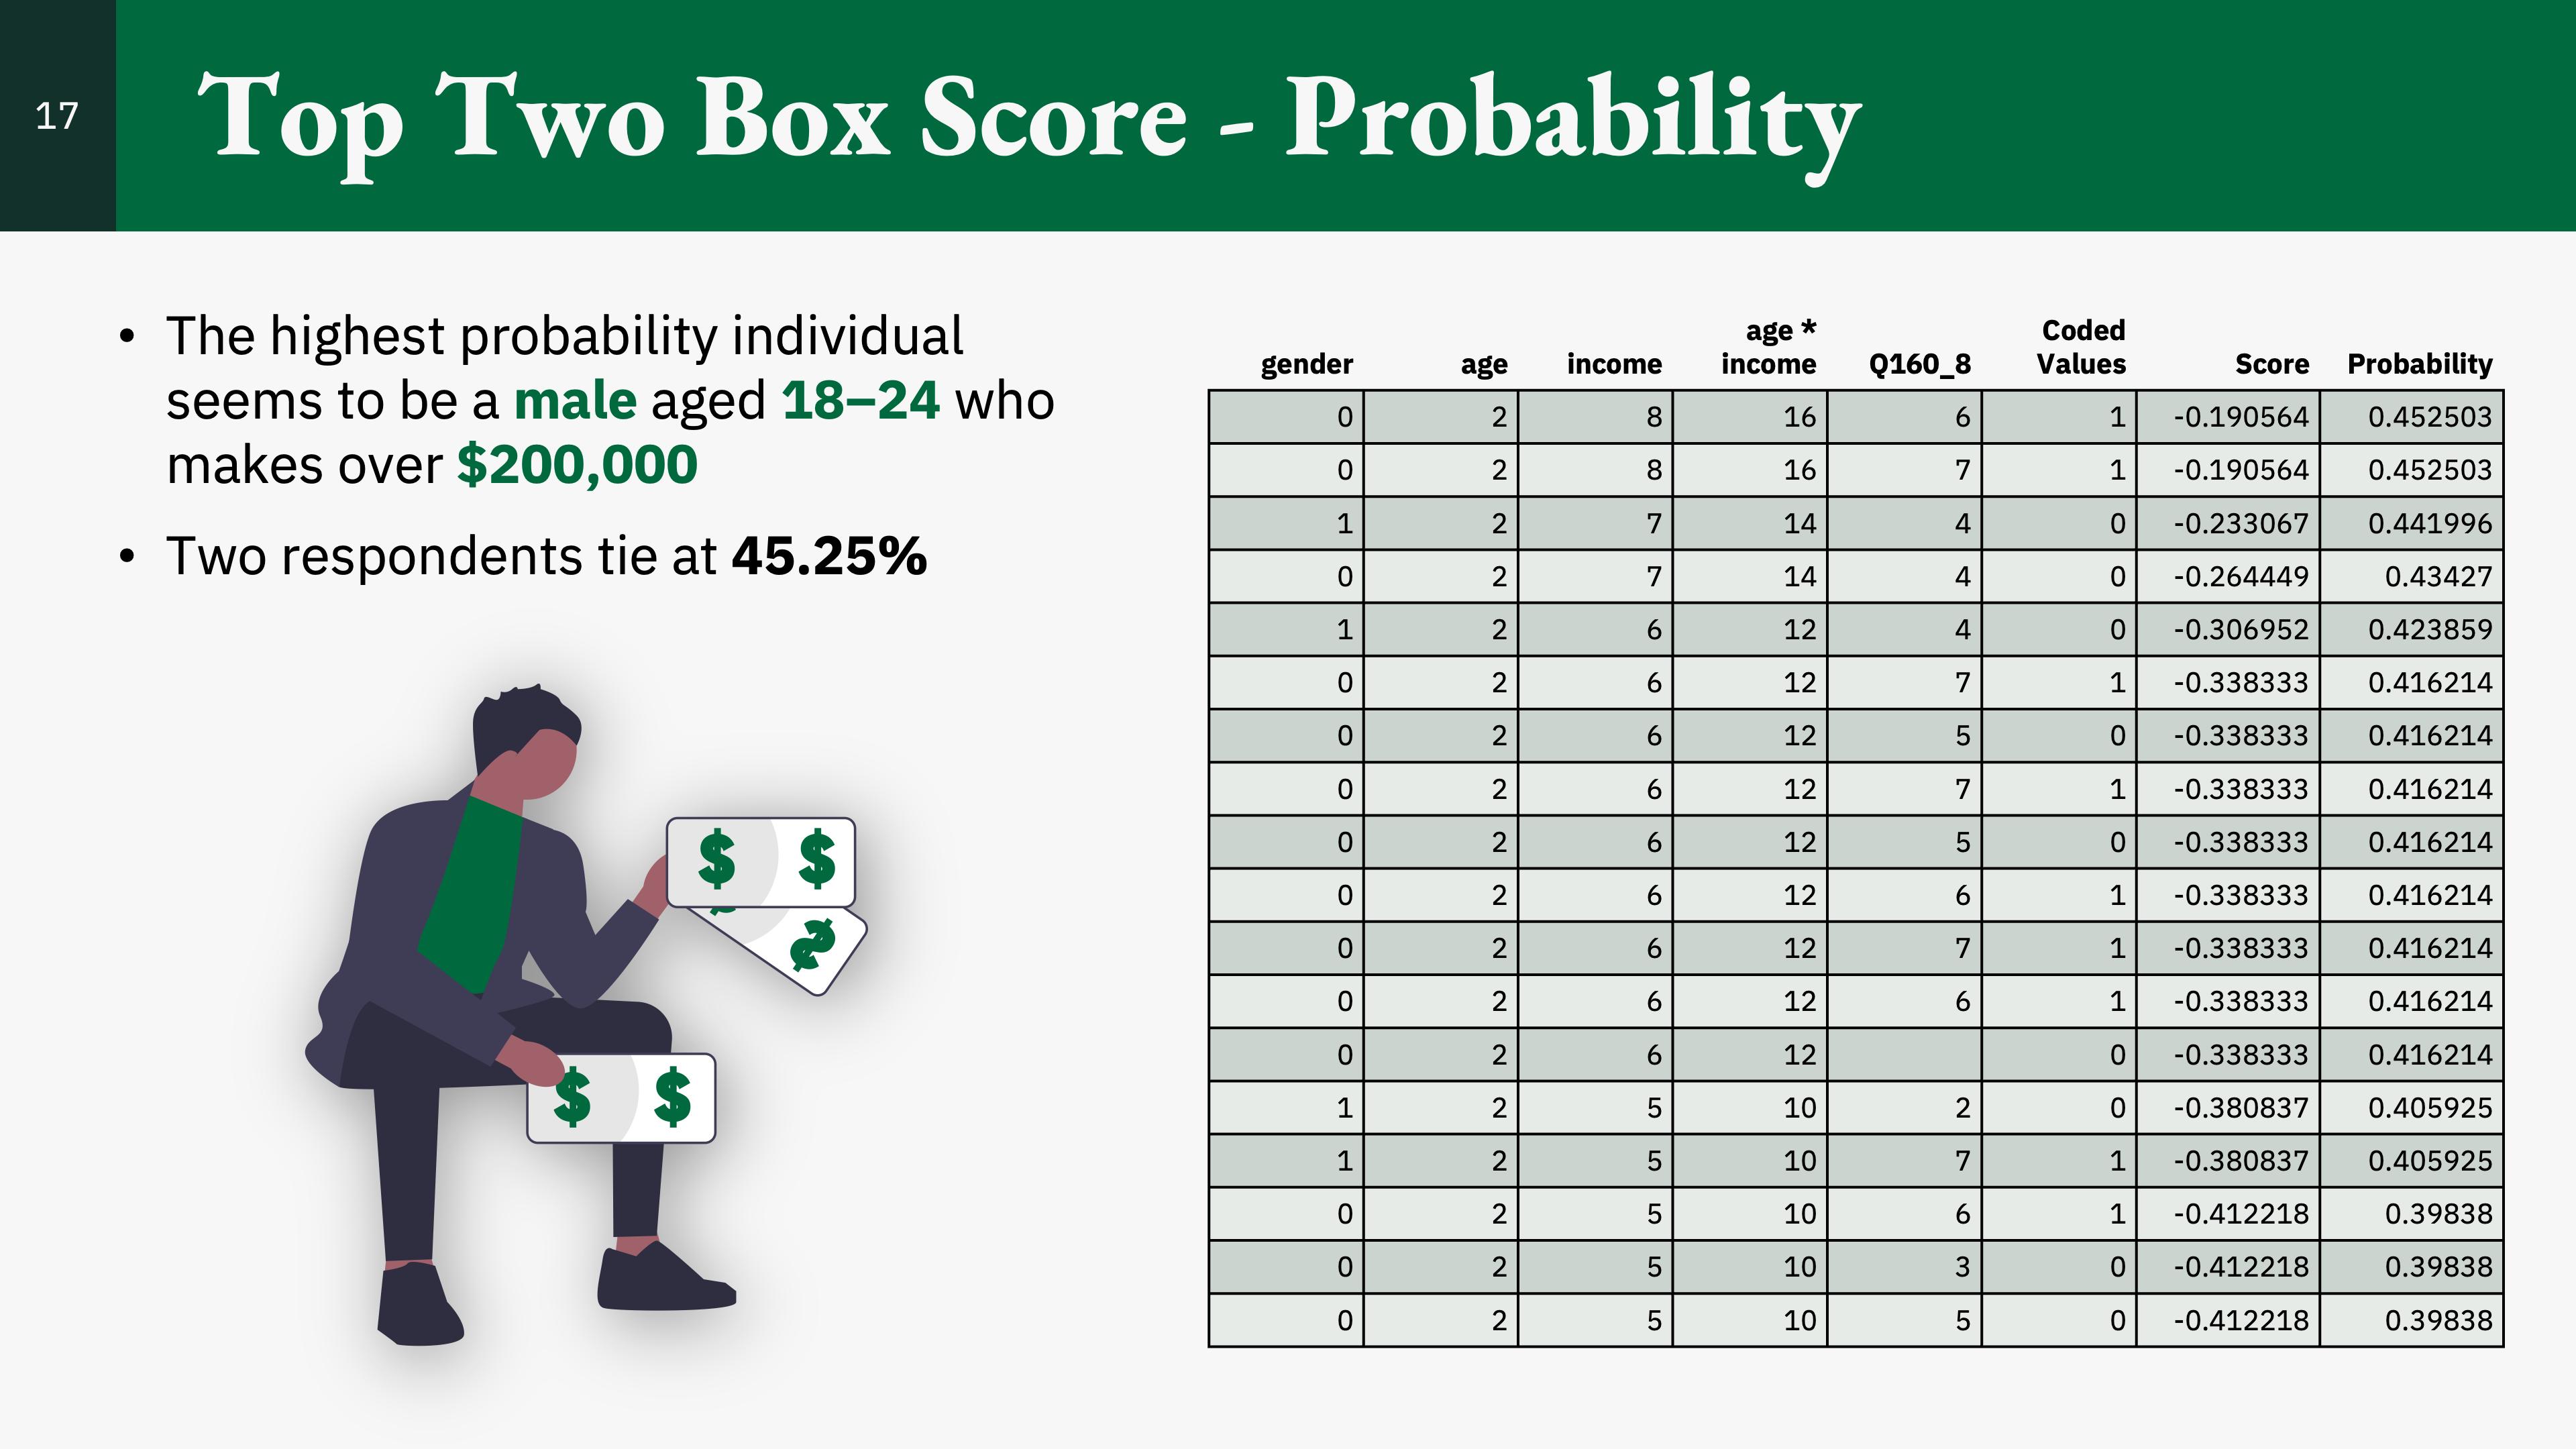 17
Top Two Box Score - Probability
• The highest probability individual
seems to be a male aged 18–24 who
makes over $200,000
• Two respondents tie at 45.25%
$ $
$
$ $
gender age income age * income Q160_8 Coded Values Score Probability
0 2 8 16 6 1 -0.190564 0.452503
0 2 8 16 7 1 -0.190564 0.452503
1 2 7 14 4 0 -0.233067 0.441996
0 2 7 14 4 0 -0.264449 0.43427
1 2 6 12 4 0 -0.306952 0.423859
0 2 6 12 7 1 -0.338333 0.416214
0 2 6 12 5 0 -0.338333 0.416214
0 2 6 12 7 1 -0.338333 0.416214
0 2 6 12 5 0 -0.338333 0.416214
0 2 6 12 6 1 -0.338333 0.416214
0 2 6 12 7 1 -0.338333 0.416214
0 2 6 12 6 1 -0.338333 0.416214
0 2 6 12 0 -0.338333 0.416214
1 2 5 10 2 0 -0.380837 0.405925
1 2 5 10 7 1 -0.380837 0.405925
0 2 5 10 6 1 -0.412218 0.39838
0 2 5 10 3 0 -0.412218 0.39838
0 2 5 10 5 0 -0.412218 0.39838